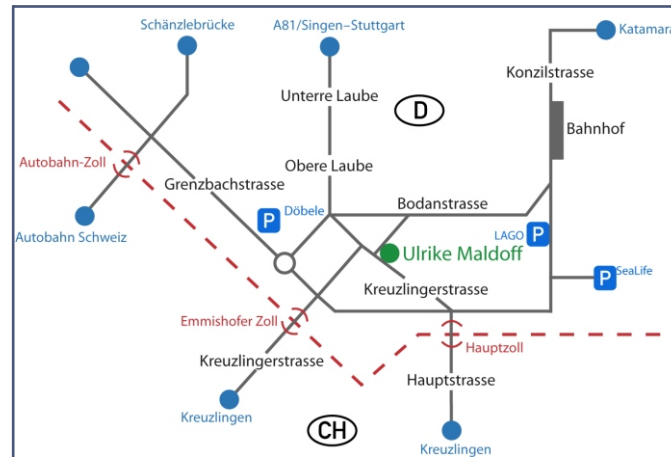 Schänzlebrücke
A81/Singen–Stuttgart
Katamara
Konzilstrasse
Unterre Laube
D
Bahnhof
Autobahn-Zoll
Obere Laube
Grenzbachstrasse
Bodanstrasse
P
Döbele
Autobahn Schweiz
LAGO
P
Ulrike Maldoff
P
SeaLife
Kreuzlingerstrasse
Emmishofer Zoll
Hauptzoll
Kreuzlingerstrasse
Hauptstrasse
Kreuzlingen
CH
Kreuzlingen